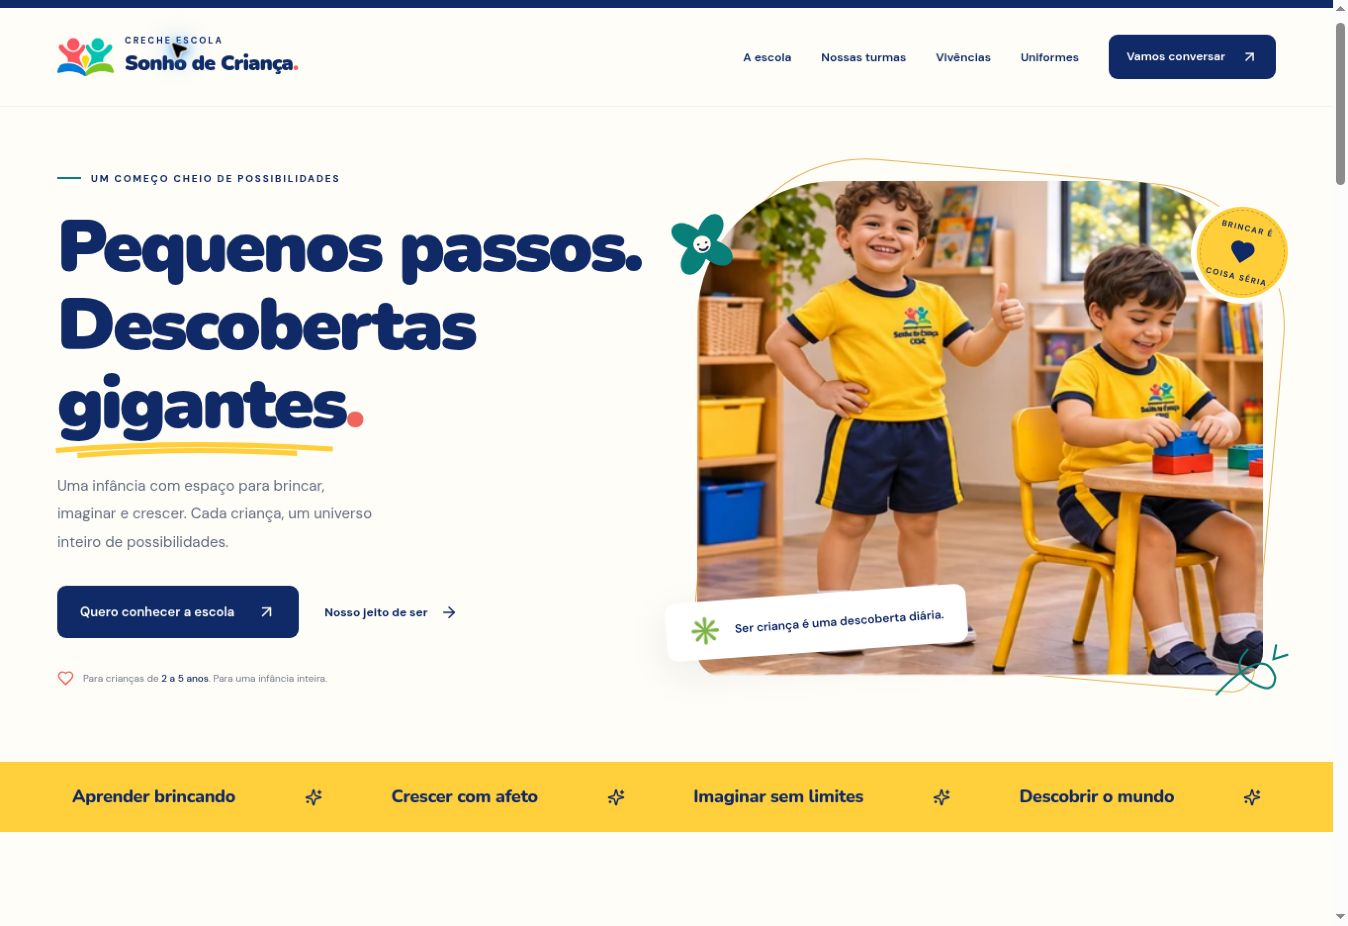 CRECHE ESCOLA
Sonho de Criança.
A escola
Nossas turmas
Vivências
Uniformes
Vamos conversar
UM COMEÇO CHEIO DE POSSIBILIDADES
Pequenos passos.
Descobertas
gigantes.
Uma infância com espaço para brincar,
imaginar e crescer. Cada criança, um universo
inteiro de possibilidades.
Quero conhecer a escola
Nosso jeito de ser
Para crianças de 2 a 5 anos. Para uma infância inteira.
BRINCAR É
COISA SÉRIA
Ser criança é uma descoberta diária.
Aprender brincando
Crescer com afeto
Imaginar sem limites
Descobrir o mundo